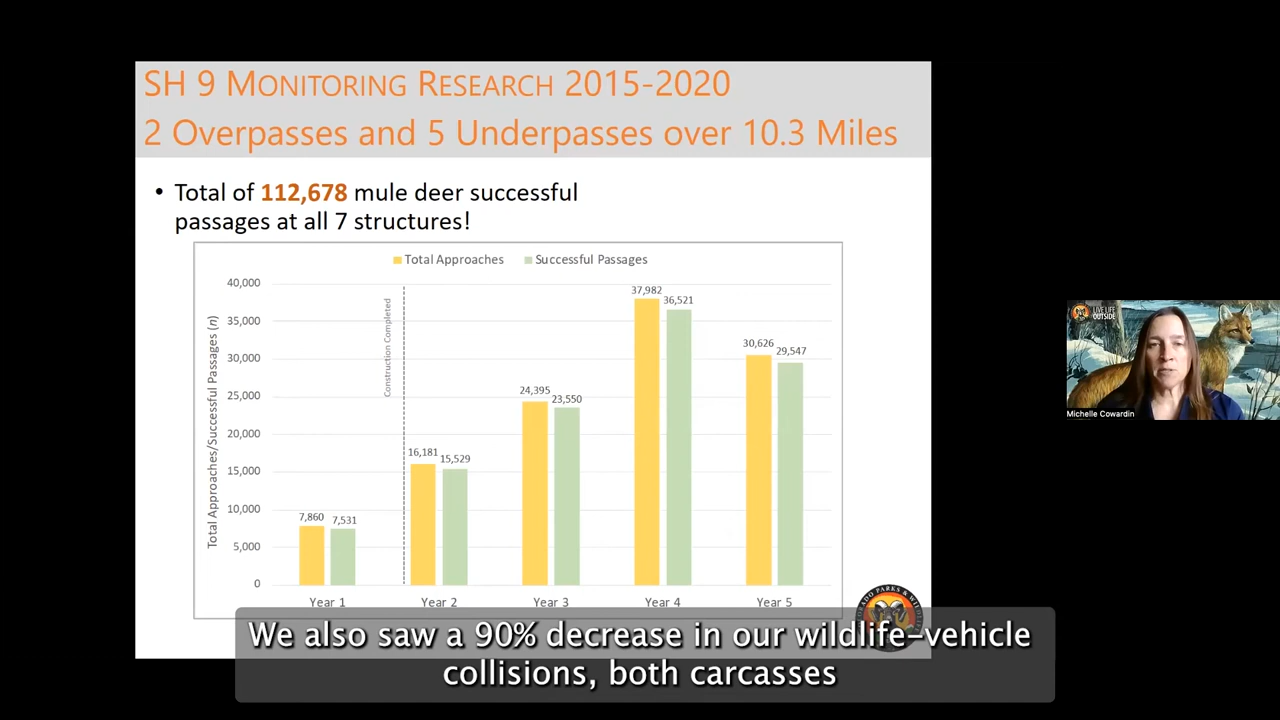 SH 9 MONITORING RESEARCH 2015-2020
2 Overpasses and 5 Underpasses over 10.3 Miles
• Total of 112,678 mule deer successful
passages at all 7 structures!
Total Approaches
Successful Passages
Total Approaches/Successful Passages (n)
40,000
35,000
30,000
25,000
20,000
15,000
10,000
5,000
0
Construction Completed
7,860
7,531
16,181
15,529
24,395
23,550
37,982
36,521
30,626
29,547
Year 1
Year 2
Year 3
Year 4
Year 5
LIVE LIFE
OUTSIDE
Michelle Cowardin
We also saw a 90% decrease in our wildlife–vehicle
collisions, both carcasses